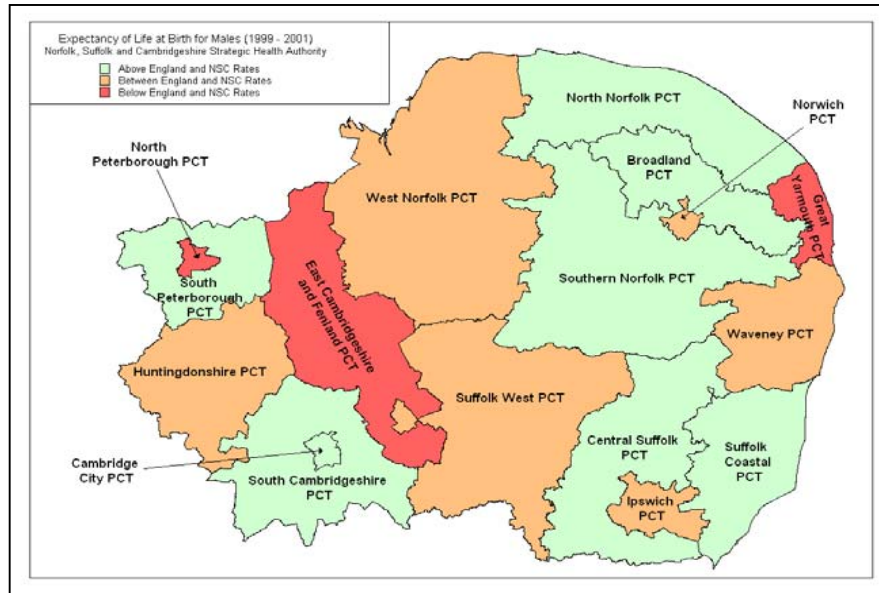 Expectancy of Life at Birth for Males (1999 - 2001)
Norfolk, Suffolk and Cambridgeshire Strategic Health Authority
Above England and NSC Rates
Between England and NSC Rates
Below England and NSC Rates
North Norfolk PCT
Norwich
PCT
North
Peterborough PCT
Broadland
PCT
West Norfolk PCT
Great
Yarmouth PCT
East Cambridgeshire
and Fenland PCT
Southern Norfolk PCT
South
Peterborough
PCT
Waveney PCT
Huntingdonshire PCT
Suffolk West PCT
Central Suffolk
PCT
Suffolk
Coastal
PCT
Cambridge
City PCT
South Cambridgeshire
PCT
Ipswich
PCT